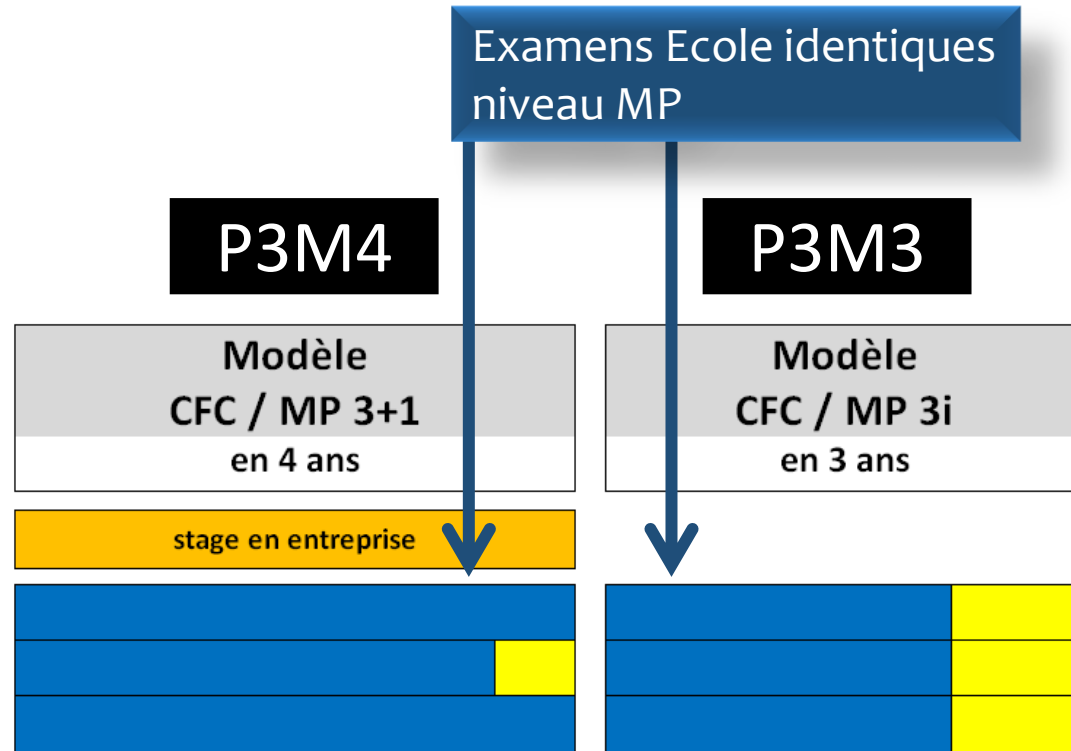 Examens Ecole identiques
niveau MP
P3M4
P3M3
Modèle
CFC / MP 3+1
en 4 ans
Modèle
CFC / MP 3i
en 3 ans
stage en entreprise